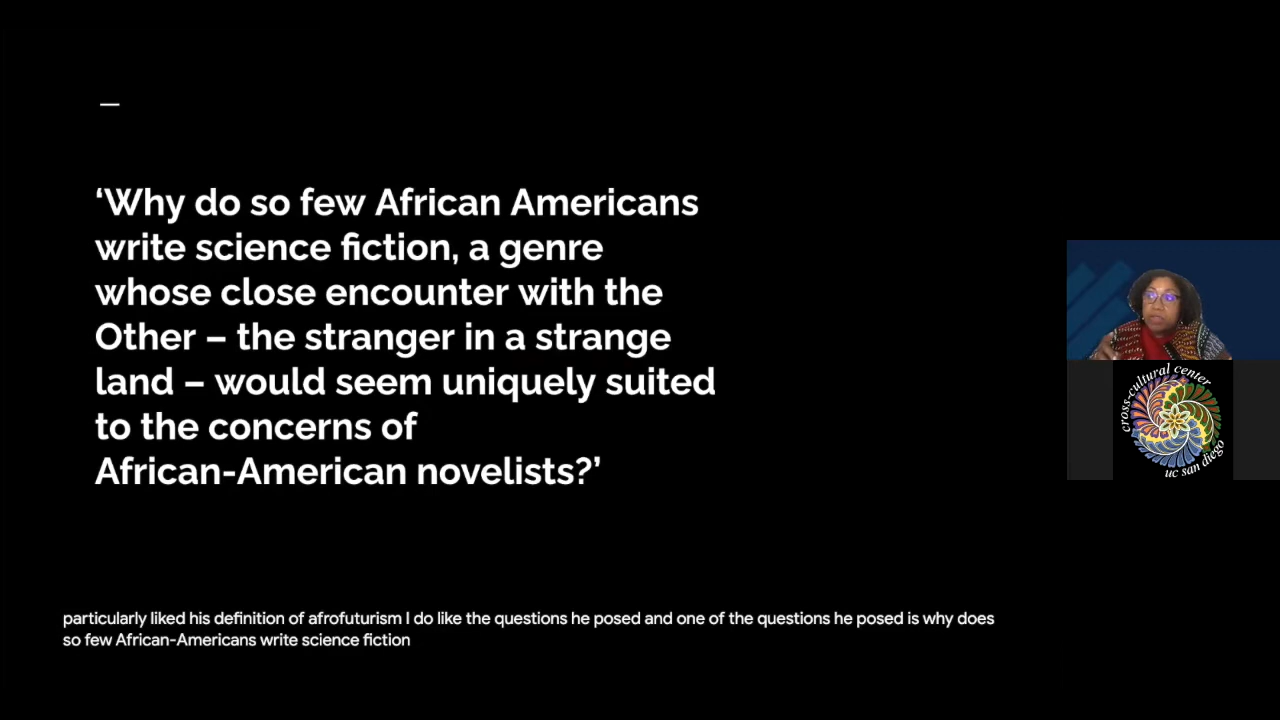 ‘Why do so few African Americans
write science fiction, a genre
whose close encounter with the
Other – the stranger in a strange
land – would seem uniquely suited
to the concerns of
African-American novelists?’
cross-cultural center
uc san diego
particularly liked his definition of afrofuturism I do like the questions he posed and one of the questions he posed is why does
so few African-Americans write science fiction